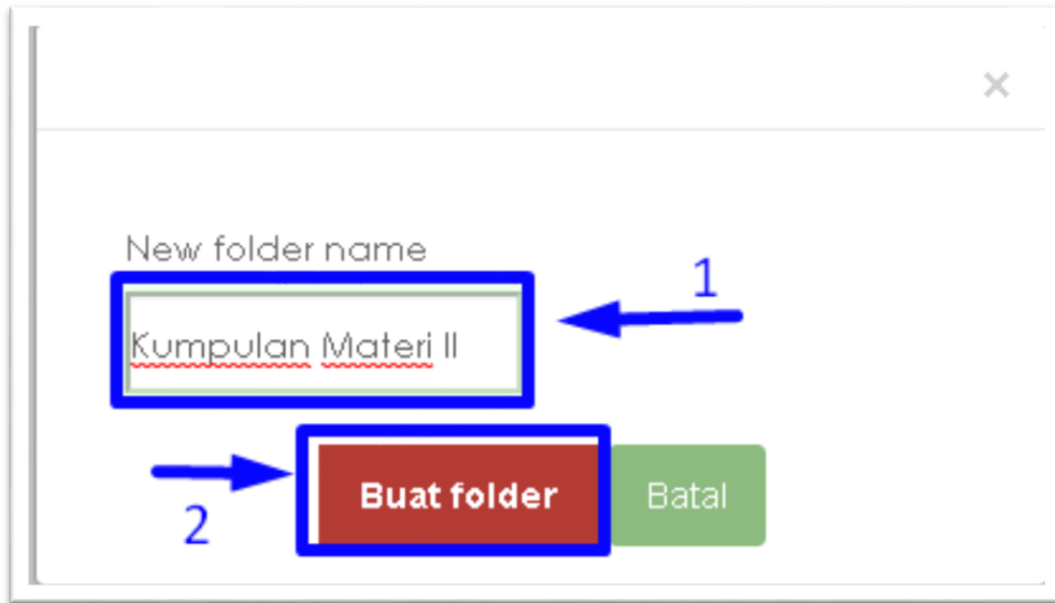 ×
New folder name
1
Kumpulan Materi II
Buat folder Batal
2